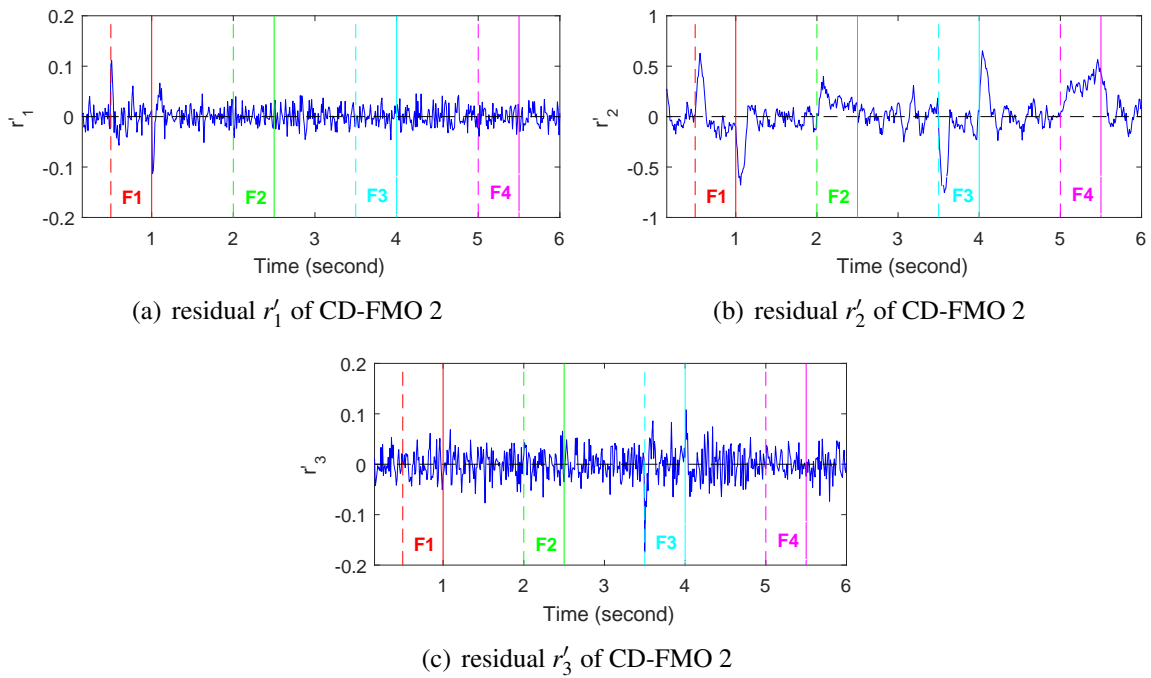 0.2
0.1
0
-0.1
-0.2
r'1
F1
F2
F3
F4
1 2 3 4 5 6
Time (second)
(a) residual r′1 of CD-FMO 2
1
0.5
0
-0.5
-1
r'2
F1
F2
F3
F4
1 2 3 4 5 6
Time (second)
(b) residual r′2 of CD-FMO 2
0.2
0.1
0
-0.1
-0.2
r'3
F1
F2
F3
F4
1 2 3 4 5 6
Time (second)
(c) residual r′3 of CD-FMO 2